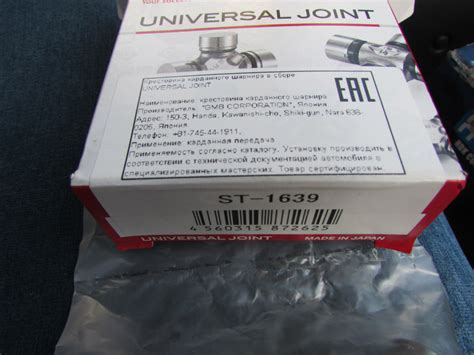 UNIVERSAL JOINT
Крестовина карданного шарнира в сборе
UNIVERSAL JOINT
Наименование: крестовина карданного шарнира
Производитель: "GMB CORPORATION", Япония
Адрес: 150-3, Handa, Kawanishi-cho, Shiki-gun, Nara 636-
0206, Япония
Телефон: +81-745-44-1911.
Применение: карданная передача
Применяемость согласно каталогу. Установку производить в
соответствии с технической документацией автомобиля в
специализированных мастерских. Товар сертифицирован.
EAC
ST-1639
4 560315 872625
UNIVERSAL JOINT
MADE IN JAPAN